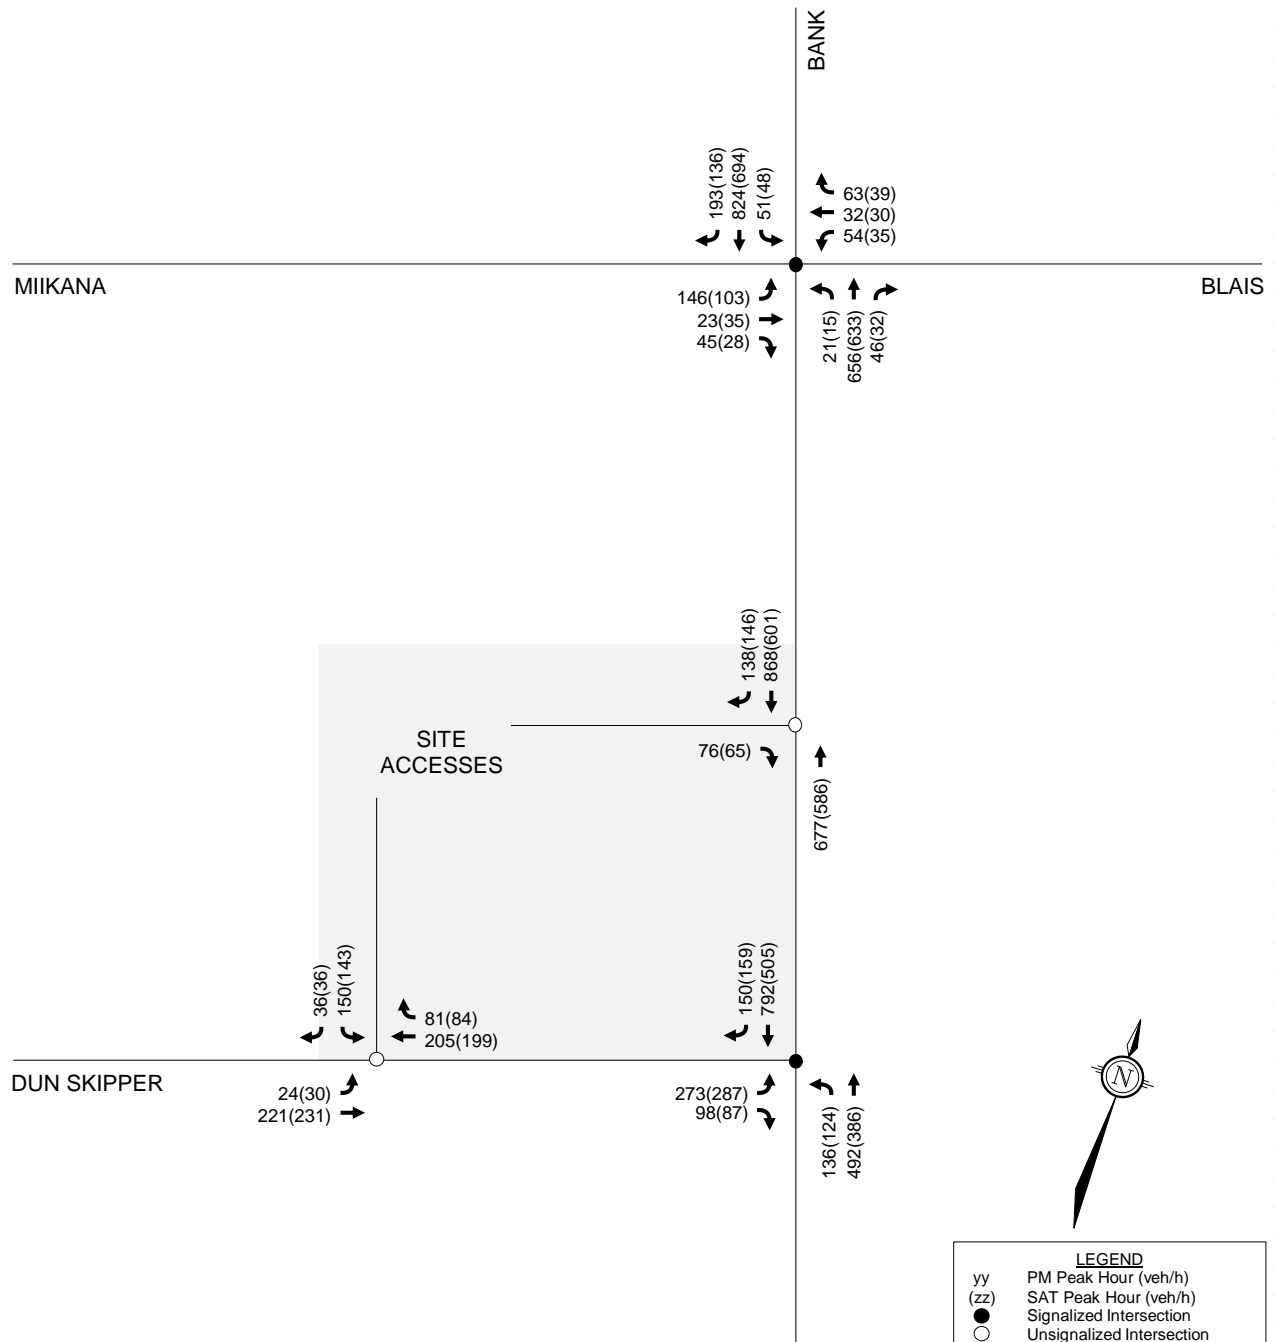 BANK
193(136)
824(694)
51(48)
63(39)
32(30)
54(35)
MIIKANA
BLAIS
146(103)
23(35)
45(28)
21(15)
656(633)
46(32)
138(146)
868(601)
SITE
ACCESSES
76(65)
677(586)
36(36)
150(143)
81(84)
205(199)
150(159)
792(505)
DUN SKIPPER
24(30)
221(231)
273(287)
98(87)
136(124)
492(386)
N
LEGEND
yy PM Peak Hour (veh/h)
(zz) SAT Peak Hour (veh/h)
Signalized Intersection
Unsignalized Intersection